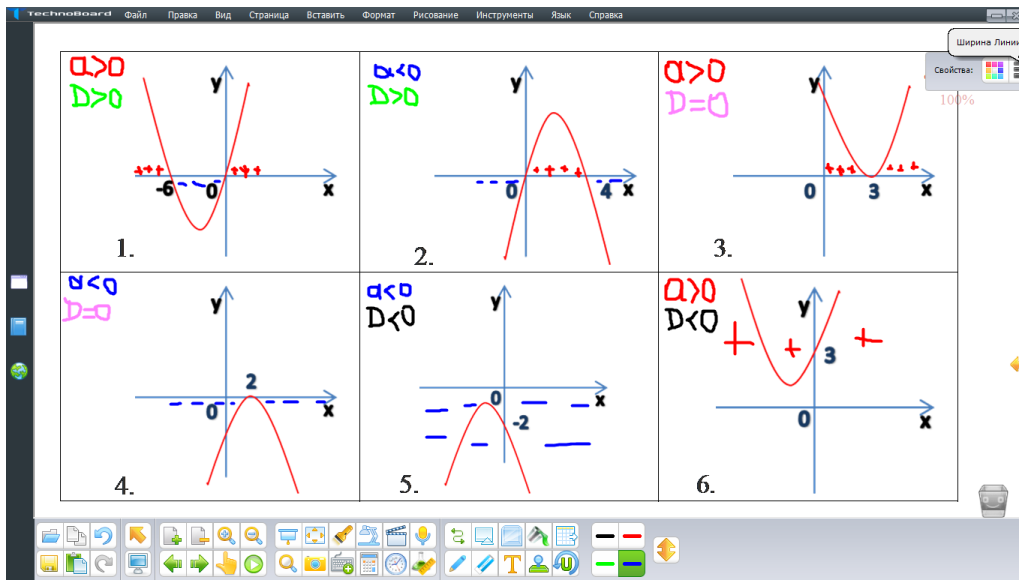 TechnoBoard Файл Правка Вид Страница Вставить Формат Рисование Инструменты Язык Справка
Ширина Линии
Свойства:
100%
a>0
D>0
y
-6 0 x
1.
a<0
D>0
y
0 4 x
2.
a>0
D=0
y
0 3 x
3.
a<0
D=0
y
2
0 x
4.
a<0
D<0
y
0 x
-2
5.
a>0
D<0
y
3
0 x
6.
T U